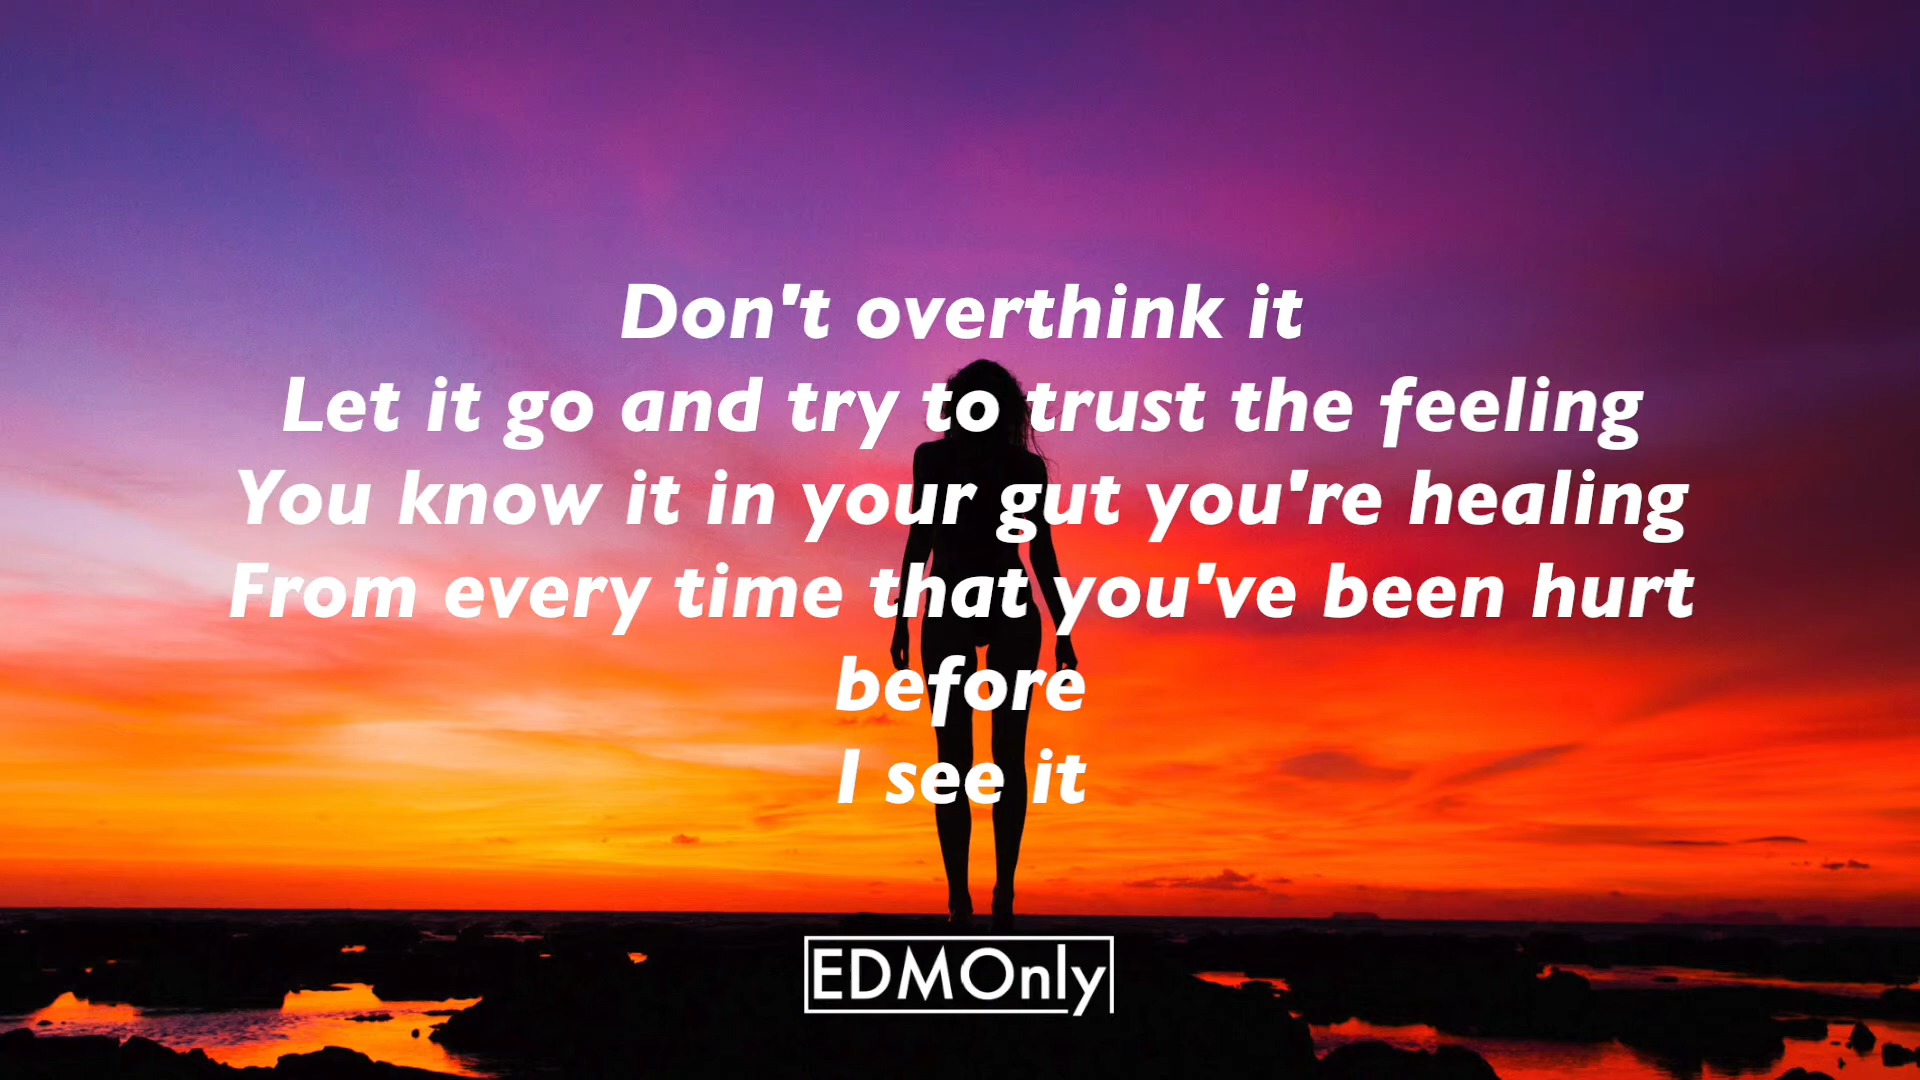 Don't overthink it
Let it go and try to trust the feeling
You know it in your gut you're healing
From every time that you've been hurt
before
I see it
EDMOnly